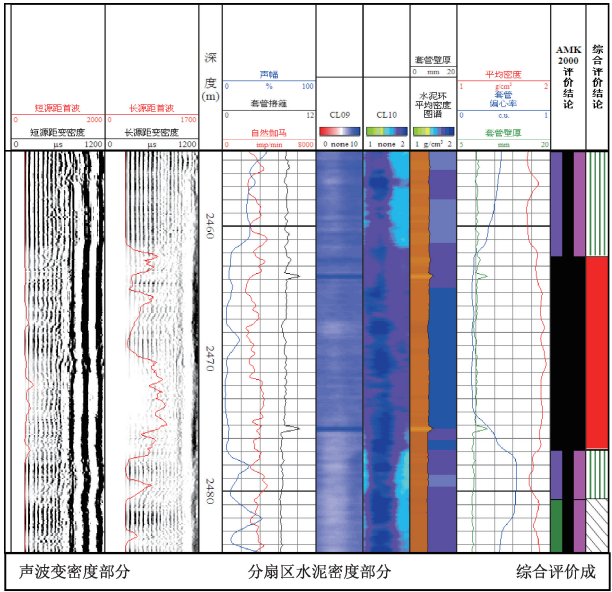 短源距首波
0 2000
短源距变密度
0 μs 1200
长源距首波
0 1700
长源距变密度
0 μs 1200
深
度
(m)
声幅
0 % 100
套管接箍
0 12
自然伽马
0 imp/min 8000
CL09
0 none 10
CL10
1 none 2
套管壁厚
0 mm 20
水泥环
平均密度
图谱
1 g/cm³ 2
平均密度
1 g/cm³ 2
套管
偏心率
0 c.u. 1
套管壁厚
5 mm 20
AMK
2000
评
价
结
论
综
合
评
价
结
论
2460
2470
2480
声波变密度部分
分扇区水泥密度部分
综合评价成